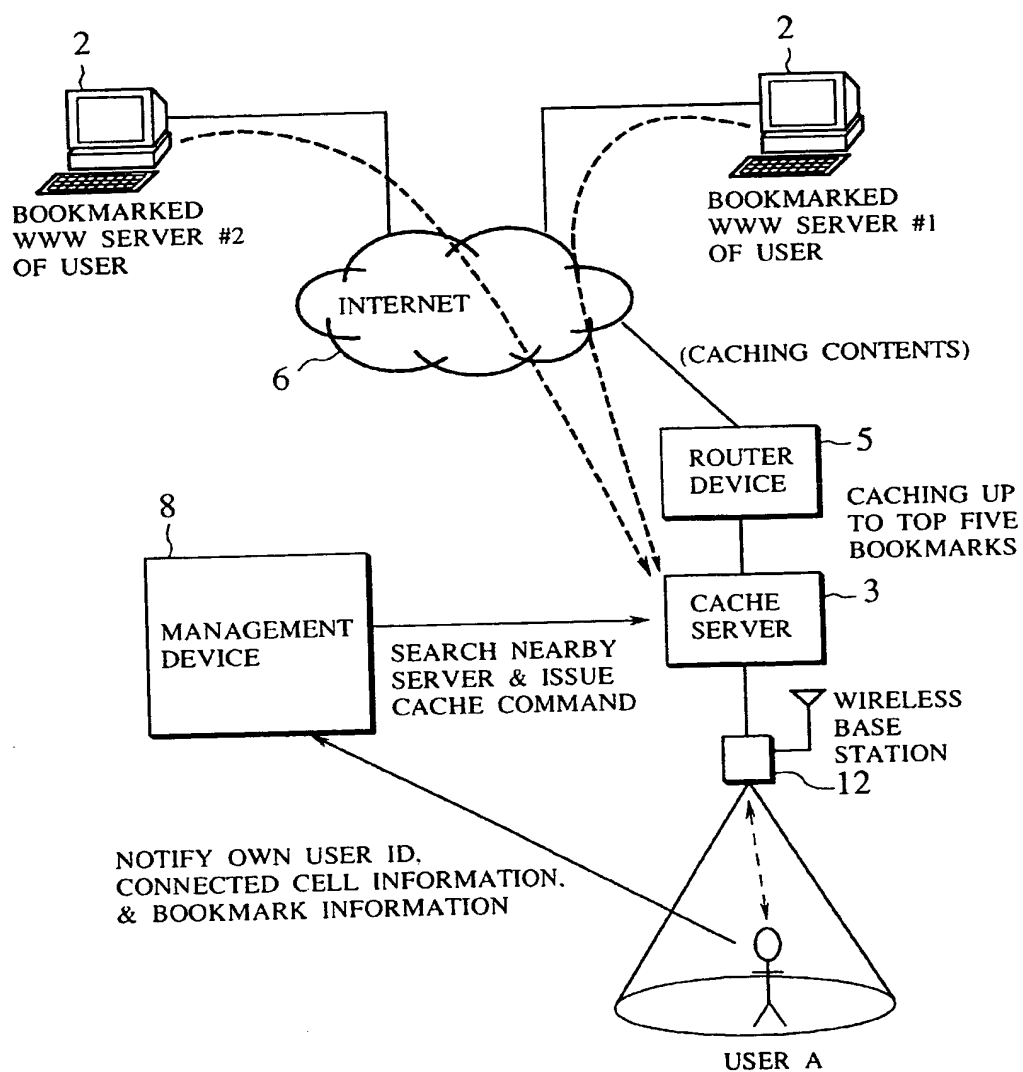 2
2
BOOKMARKED
WWW SERVER #2
OF USER
BOOKMARKED
WWW SERVER #1
OF USER
INTERNET
6
(CACHING CONTENTS)
ROUTER
DEVICE
5
CACHING UP
TO TOP FIVE
BOOKMARKS
8
MANAGEMENT
DEVICE
CACHE
SERVER
3
SEARCH NEARBY
SERVER & ISSUE
CACHE COMMAND
WIRELESS
BASE
STATION
12
NOTIFY OWN USER ID,
CONNECTED CELL INFORMATION,
& BOOKMARK INFORMATION
USER A